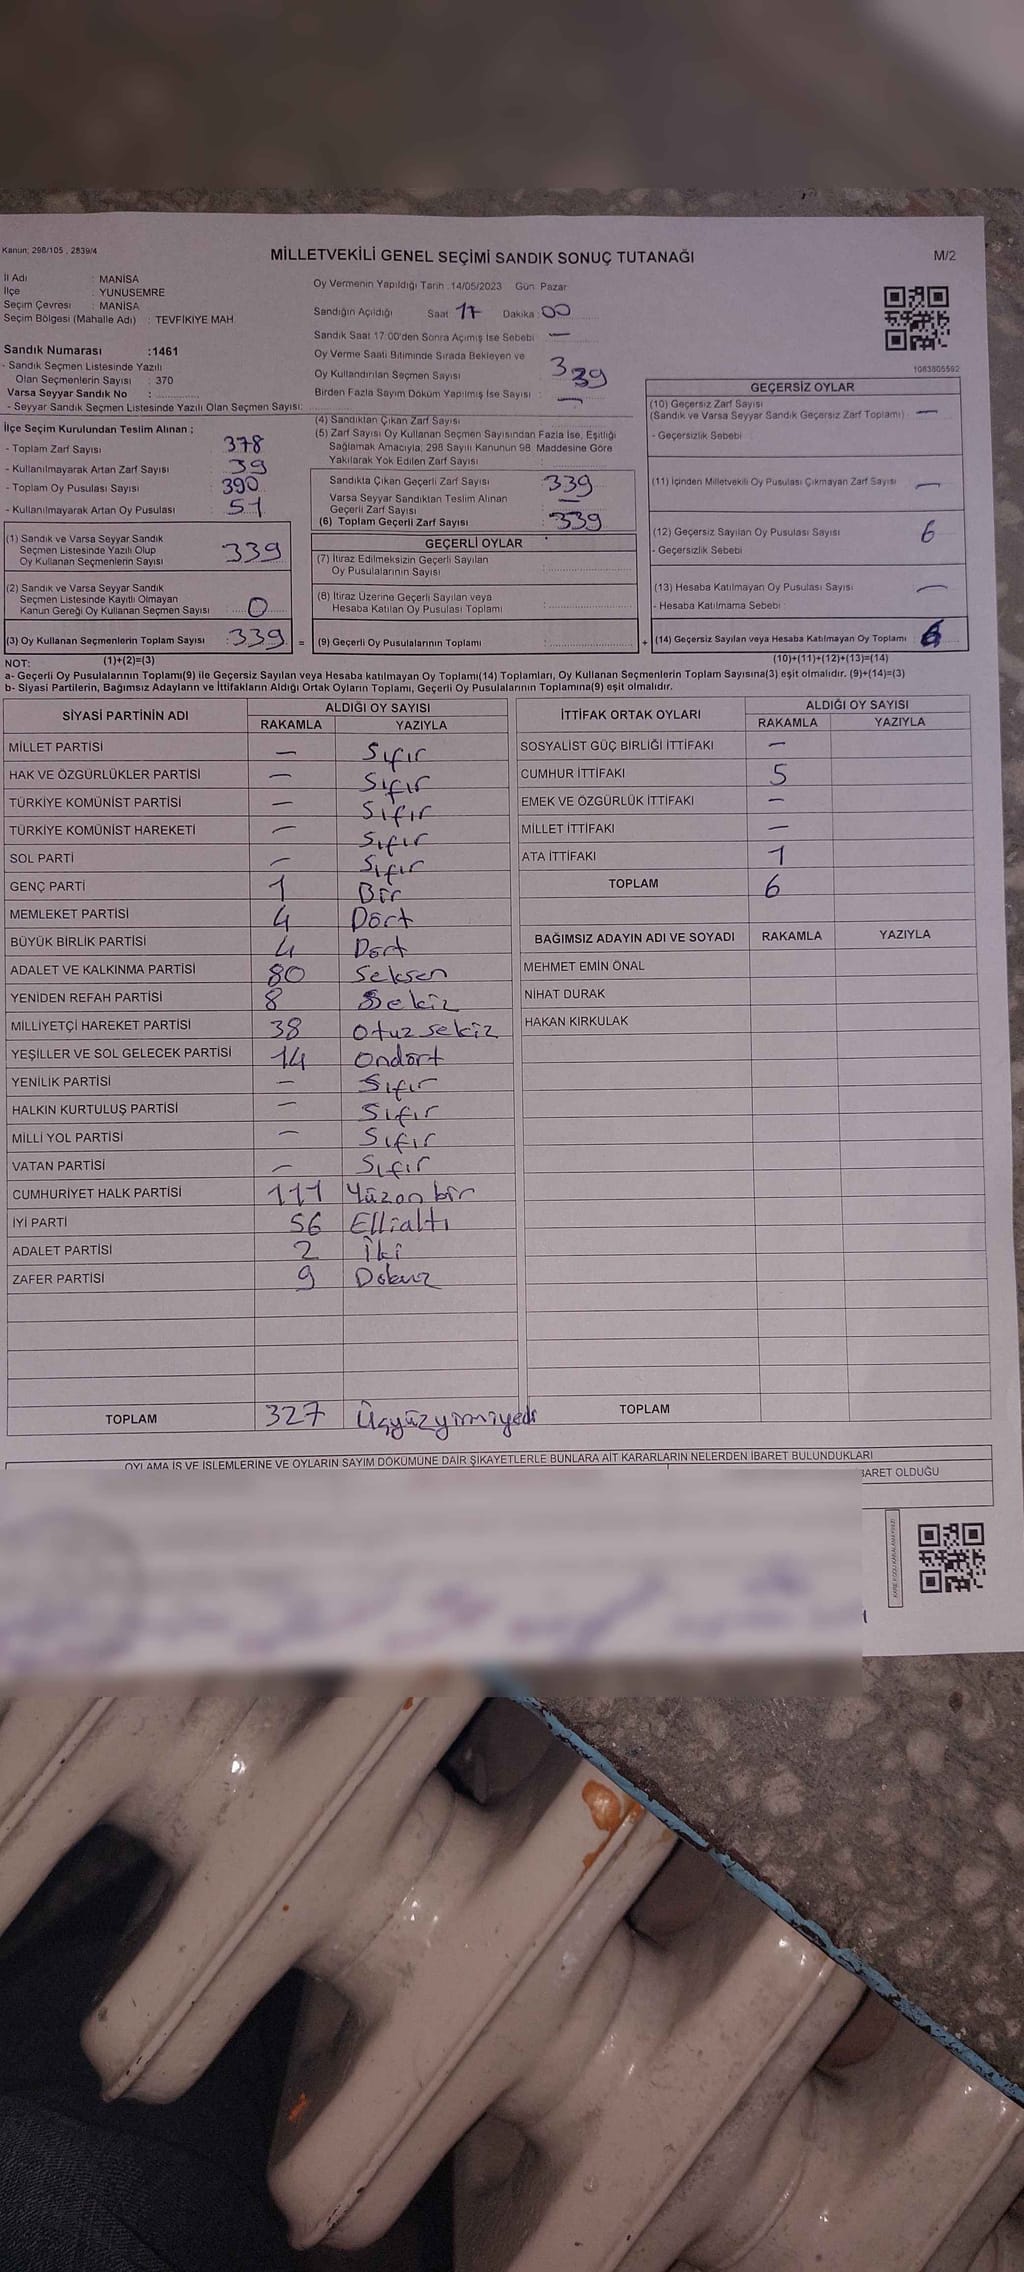 Kanun: 298/105 , 2839/4
MİLLETVEKİLİ GENEL SEÇİMİ SANDIK SONUÇ TUTANAĞI
M/2
İl Adı : MANİSA
İlçe : YUNUSEMRE
Seçim Çevresi : MANİSA
Seçim Bölgesi (Mahalle Adı) : TEVFİKİYE MAH.
Sandık Numarası :1461
- Sandık Seçmen Listesinde Yazılı
Olan Seçmenlerin Sayısı : 370
Varsa Seyyar Sandık No :
- Seyyar Sandık Seçmen Listesinde Yazılı Olan Seçmen Sayısı:
İlçe Seçim Kurulundan Teslim Alınan ;
- Toplam Zarf Sayısı : 378
- Kullanılmayarak Artan Zarf Sayısı : 39
- Toplam Oy Pusulası Sayısı : 390
- Kullanılmayarak Artan Oy Pusulası : 51
(1) Sandık ve Varsa Seyyar Sandık
Seçmen Listesinde Yazılı Olup
Oy Kullanan Seçmenlerin Sayısı : 339
(2) Sandık ve Varsa Seyyar Sandık
Seçmen Listesinde Kayıtlı Olmayan
Kanun Gereği Oy Kullanan Seçmen Sayısı : 0
(3) Oy Kullanan Seçmenlerin Toplam Sayısı : 339 =
Oy Vermenin Yapıldığı Tarih : 14/05/2023 Gün: Pazar
Sandığın Açıldığı Saat 17 Dakika 00
Sandık Saat 17:00'den Sonra Açılmış İse Sebebi : —
Oy Verme Saati Bitiminde Sırada Bekleyen ve
Oy Kullandırılan Seçmen Sayısı : 339
Birden Fazla Sayım Döküm Yapılmış İse Sayısı : —
(4) Sandıktan Çıkan Zarf Sayısı :
(5) Zarf Sayısı Oy Kullanan Seçmen Sayısından Fazla İse, Eşitliği
Sağlamak Amacıyla, 298 Sayılı Kanunun 98. Maddesine Göre
Yakılarak Yok Edilen Zarf Sayısı :
Sandıkta Çıkan Geçerli Zarf Sayısı : 339
Varsa Seyyar Sandıktan Teslim Alınan
Geçerli Zarf Sayısı : —
(6) Toplam Geçerli Zarf Sayısı : 339
GEÇERLİ OYLAR
(7) İtiraz Edilmeksizin Geçerli Sayılan
Oy Pusulalarının Sayısı :
(8) İtiraz Üzerine Geçerli Sayılan veya
Hesaba Katılan Oy Pusulası Toplamı :
(9) Geçerli Oy Pusulalarının Toplamı : +
1083805592
GEÇERSİZ OYLAR
(10) Geçersiz Zarf Sayısı
(Sandık ve Varsa Seyyar Sandık Geçersiz Zarf Toplamı) : —
- Geçersizlik Sebebi :
(11) İçinden Milletvekili Oy Pusulası Çıkmayan Zarf Sayısı : —
(12) Geçersiz Sayılan Oy Pusulası Sayısı : 6
- Geçersizlik Sebebi :
(13) Hesaba Katılmayan Oy Pusulası Sayısı : —
- Hesaba Katılmama Sebebi :
(14) Geçersiz Sayılan veya Hesaba Katılmayan Oy Toplamı : 6
NOT: (1)+(2)=(3) (10)+(11)+(12)+(13)=(14)
a- Geçerli Oy Pusulalarının Toplamı(9) ile Geçersiz Sayılan veya Hesaba katılmayan Oy Toplamı(14) Toplamları, Oy Kullanan Seçmenlerin Toplam Sayısına(3) eşit olmalıdır. (9)+(14)=(3)
b- Siyasi Partilerin, Bağımsız Adayların ve İttifakların Aldığı Ortak Oyların Toplamı, Geçerli Oy Pusulalarının Toplamına(9) eşit olmalıdır.
SİYASİ PARTİNİN ADI ALDIĞI OY SAYISI
RAKAMLA YAZIYLA
MİLLET PARTİSİ — Sıfır
HAK VE ÖZGÜRLÜKLER PARTİSİ — Sıfır
TÜRKİYE KOMÜNİST PARTİSİ — Sıfır
TÜRKİYE KOMÜNİST HAREKETİ — Sıfır
SOL PARTİ — Sıfır
GENÇ PARTİ 1 Bir
MEMLEKET PARTİSİ 4 Dört
BÜYÜK BİRLİK PARTİSİ 4 Dört
ADALET VE KALKINMA PARTİSİ 80 Seksen
YENİDEN REFAH PARTİSİ 8 Sekiz
MİLLİYETÇİ HAREKET PARTİSİ 38 otuzsekiz
YEŞİLLER VE SOL GELECEK PARTİSİ 14 ondört
YENİLİK PARTİSİ — Sıfır
HALKIN KURTULUŞ PARTİSİ — Sıfır
MİLLİ YOL PARTİSİ — Sıfır
VATAN PARTİSİ — Sıfır
CUMHURİYET HALK PARTİSİ 111 Yüzon bir
İYİ PARTİ 56 Ellialtı
ADALET PARTİSİ 2 İki
ZAFER PARTİSİ 9 Dokuz
TOPLAM 327 Üçyüzyirmiyedi
İTTİFAK ORTAK OYLARI ALDIĞI OY SAYISI
RAKAMLA YAZIYLA
SOSYALİST GÜÇ BİRLİĞİ İTTİFAKI —
CUMHUR İTTİFAKI 5
EMEK VE ÖZGÜRLÜK İTTİFAKI —
MİLLET İTTİFAKI —
ATA İTTİFAKI 1
TOPLAM 6
BAĞIMSIZ ADAYIN ADI VE SOYADI RAKAMLA YAZIYLA
MEHMET EMİN ÖNAL
NİHAT DURAK
HAKAN KIRKULAK
TOPLAM
OYLAMA İŞ VE İŞLEMLERİNE VE OYLARIN SAYIM DÖKÜMÜNE DAİR ŞİKAYETLERLE BUNLARA AİT KARARLARIN NELERDEN İBARET BULUNDUKLARI
BARET OLDUĞU